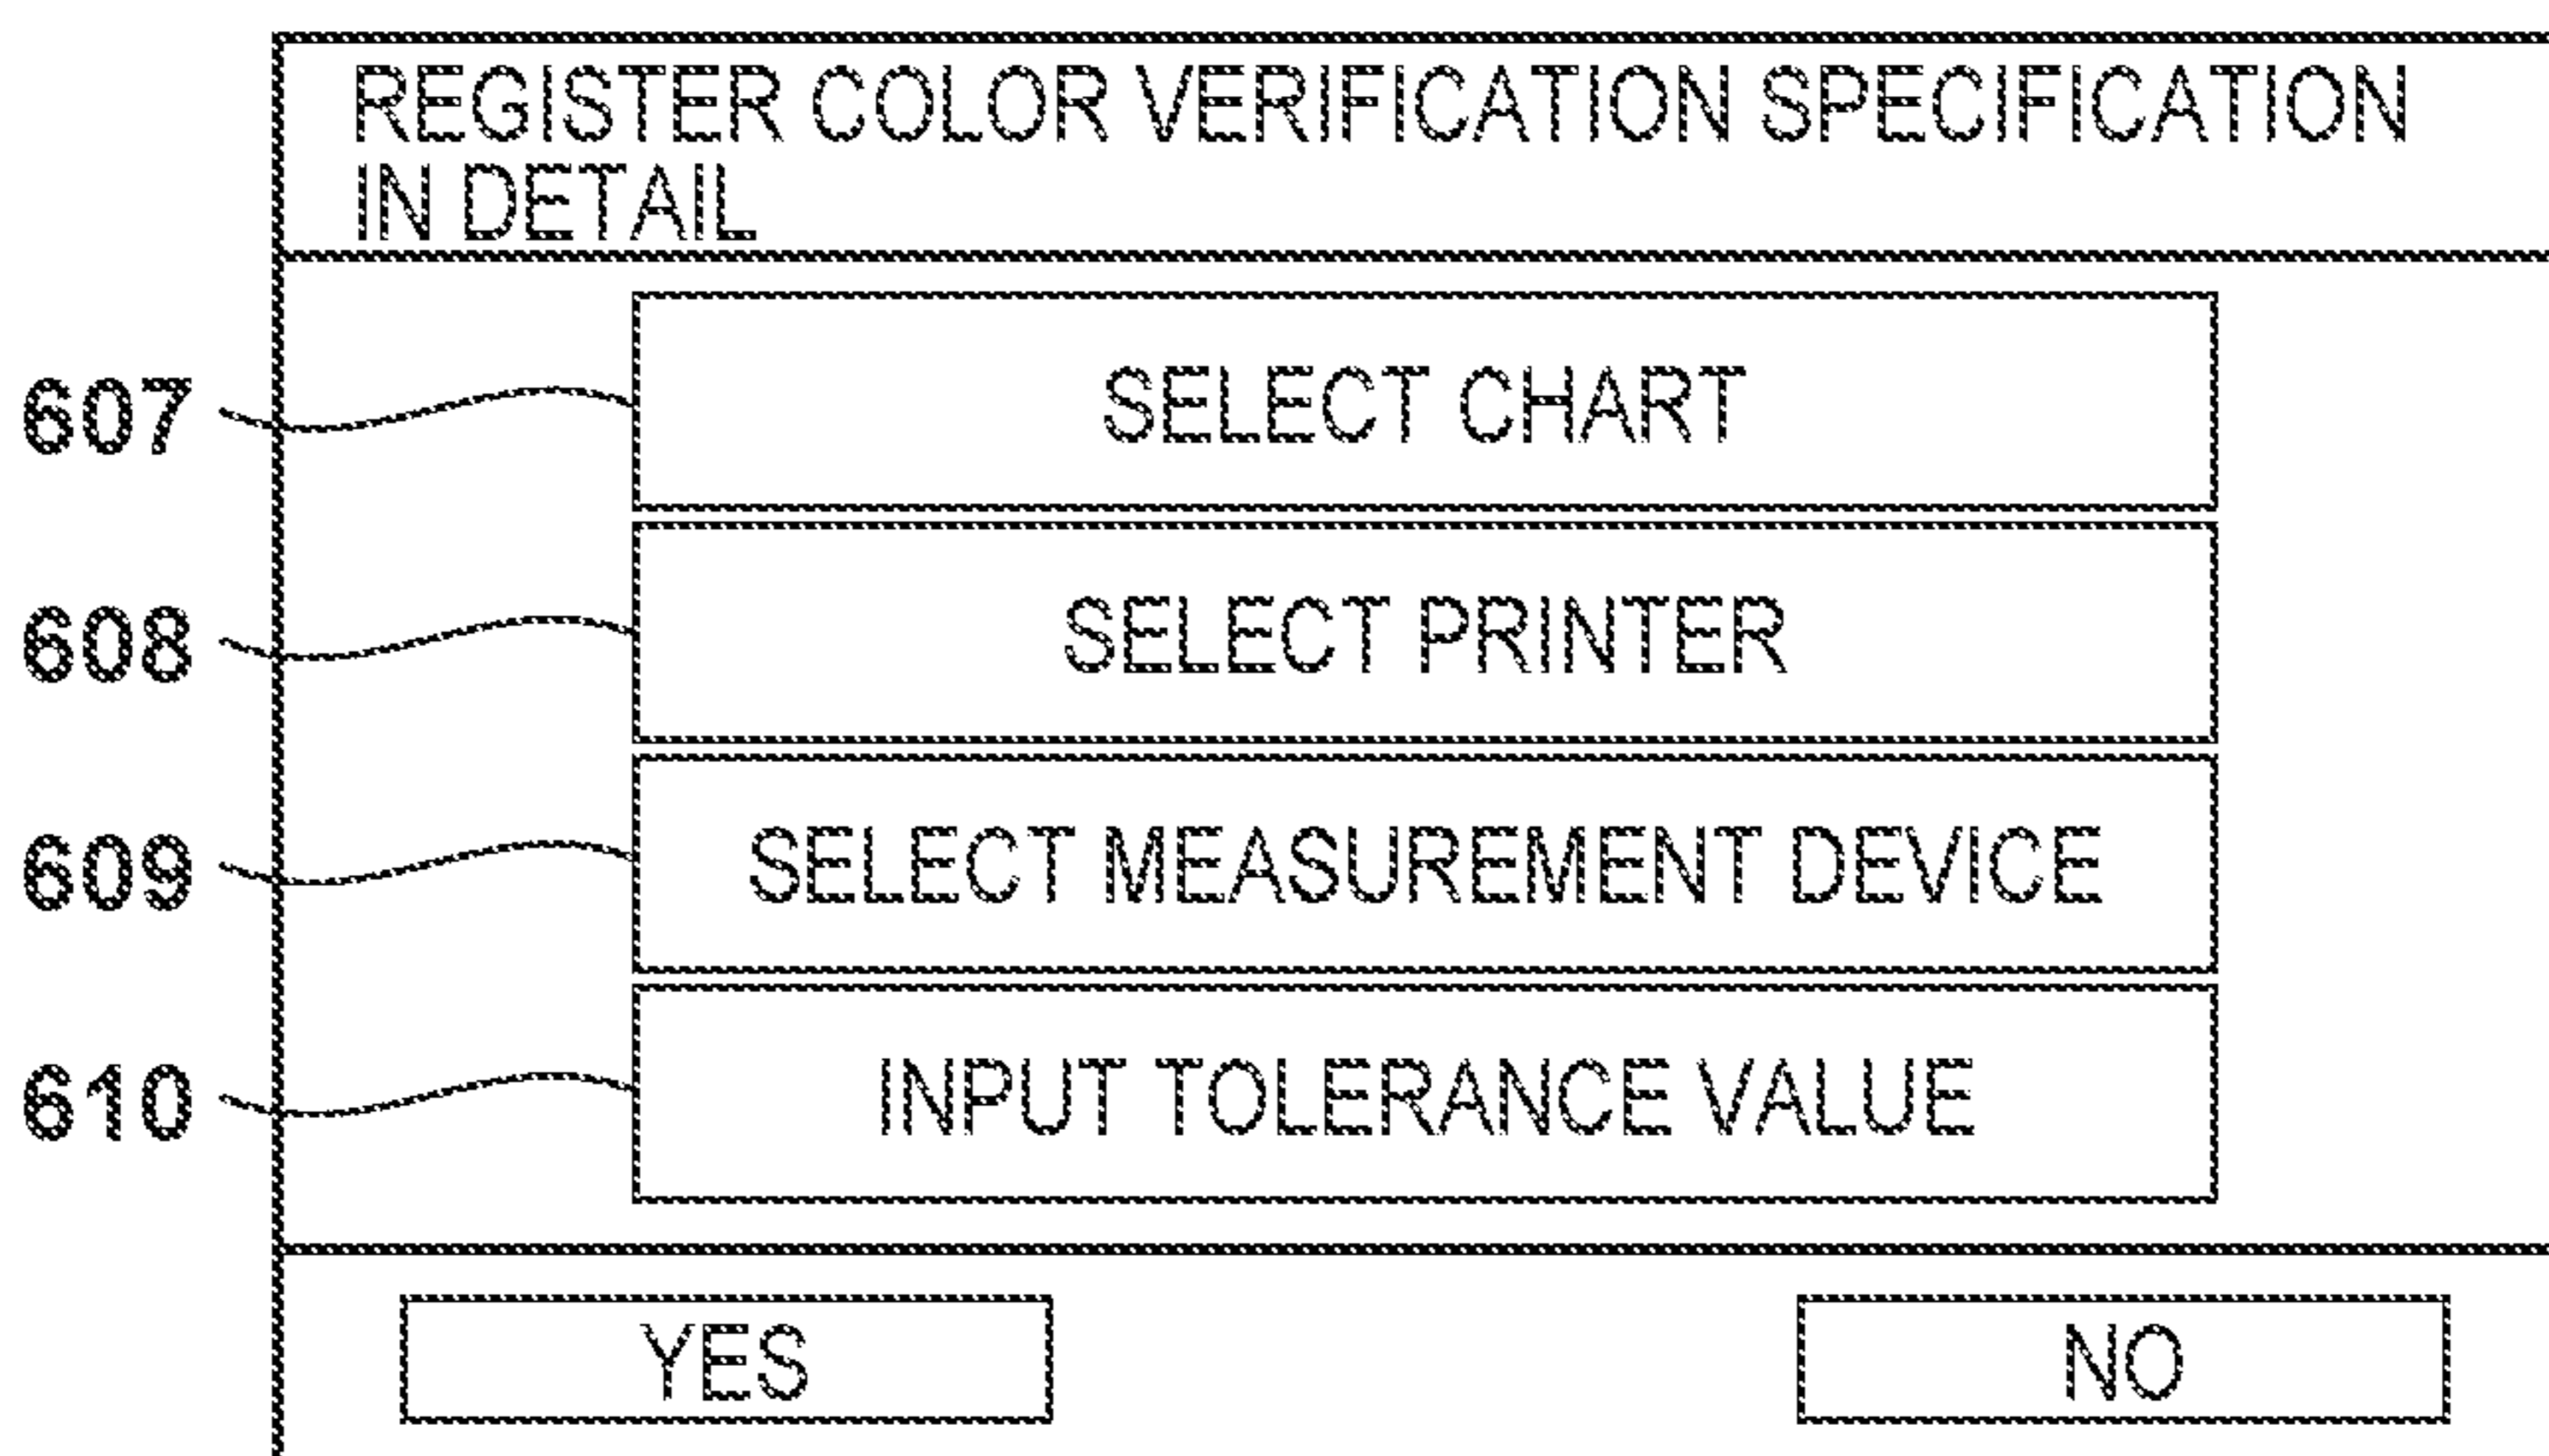 REGISTER COLOR VERIFICATION SPECIFICATION
IN DETAIL
607 SELECT CHART
608 SELECT PRINTER
609 SELECT MEASUREMENT DEVICE
610 INPUT TOLERANCE VALUE
YES NO